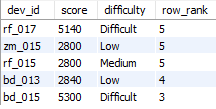 dev_id score difficulty row_rank
rf_017 5140 Difficult 5
zm_015 2800 Low 5
rf_015 2800 Medium 5
bd_013 2840 Low 4
bd_015 5300 Difficult 3